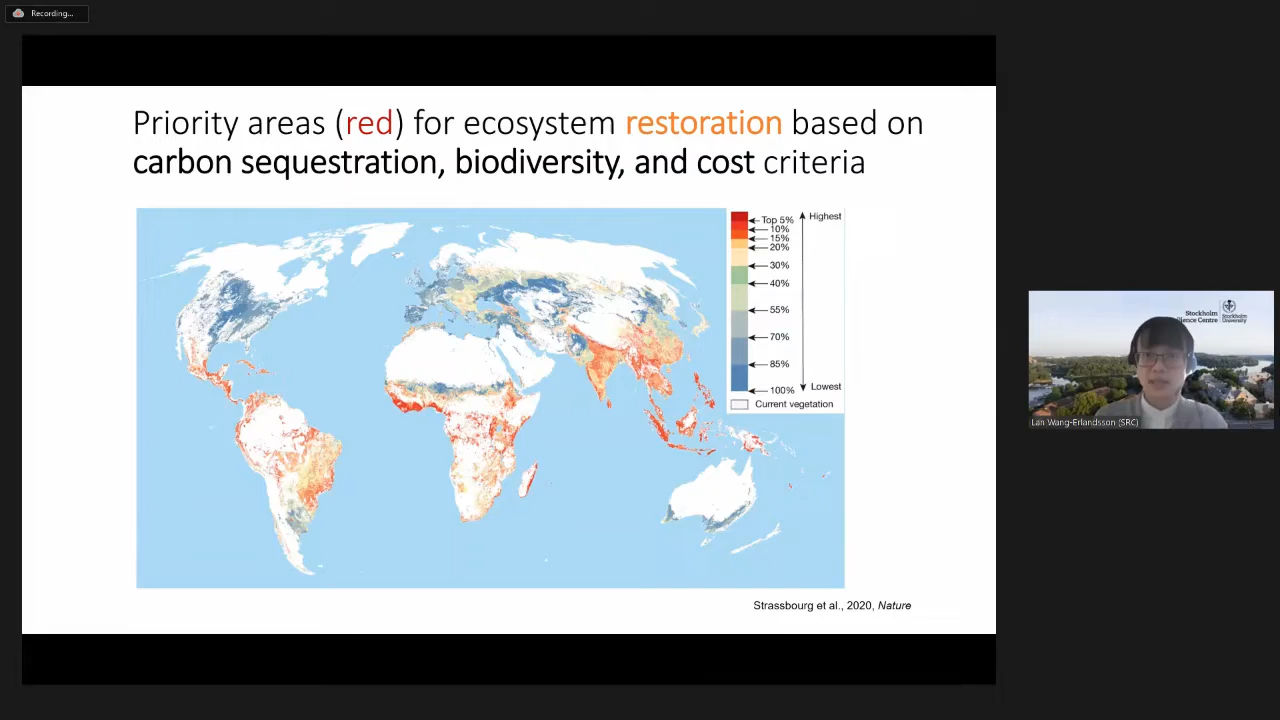 Recording...
Priority areas (red) for ecosystem restoration based on
carbon sequestration, biodiversity, and cost criteria
Top 5%
10%
15%
20%
30%
40%
55%
70%
85%
100%
Highest
Lowest
Current vegetation
Strassbourg et al., 2020, Nature
Stockholm
ilience Centre
Stockholm
University
Lan Wang-Erlandsson (SRC)